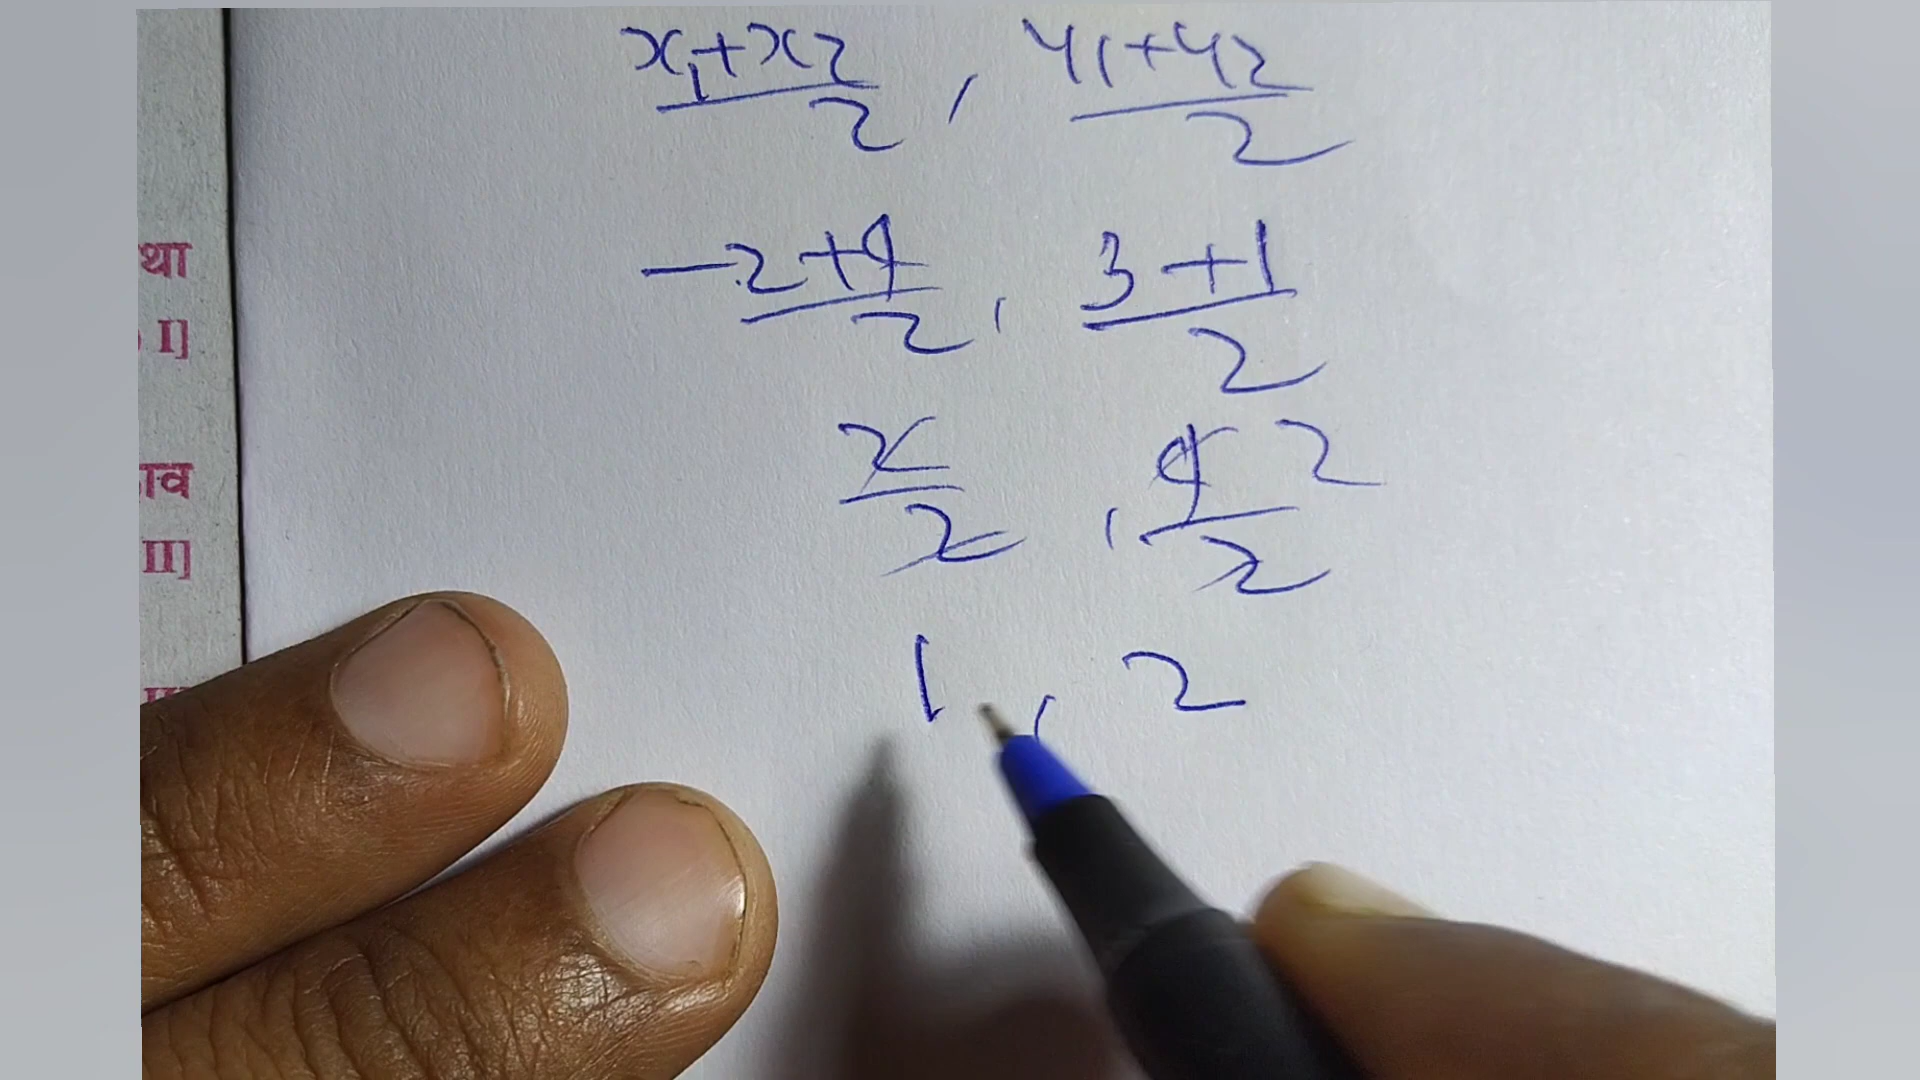 x₁+x₂/2 , y₁+y₂/2
था
-2+4/2 , 3+1/2
I]
2/2 , 4/2 2
ाव
II]
1 , 2